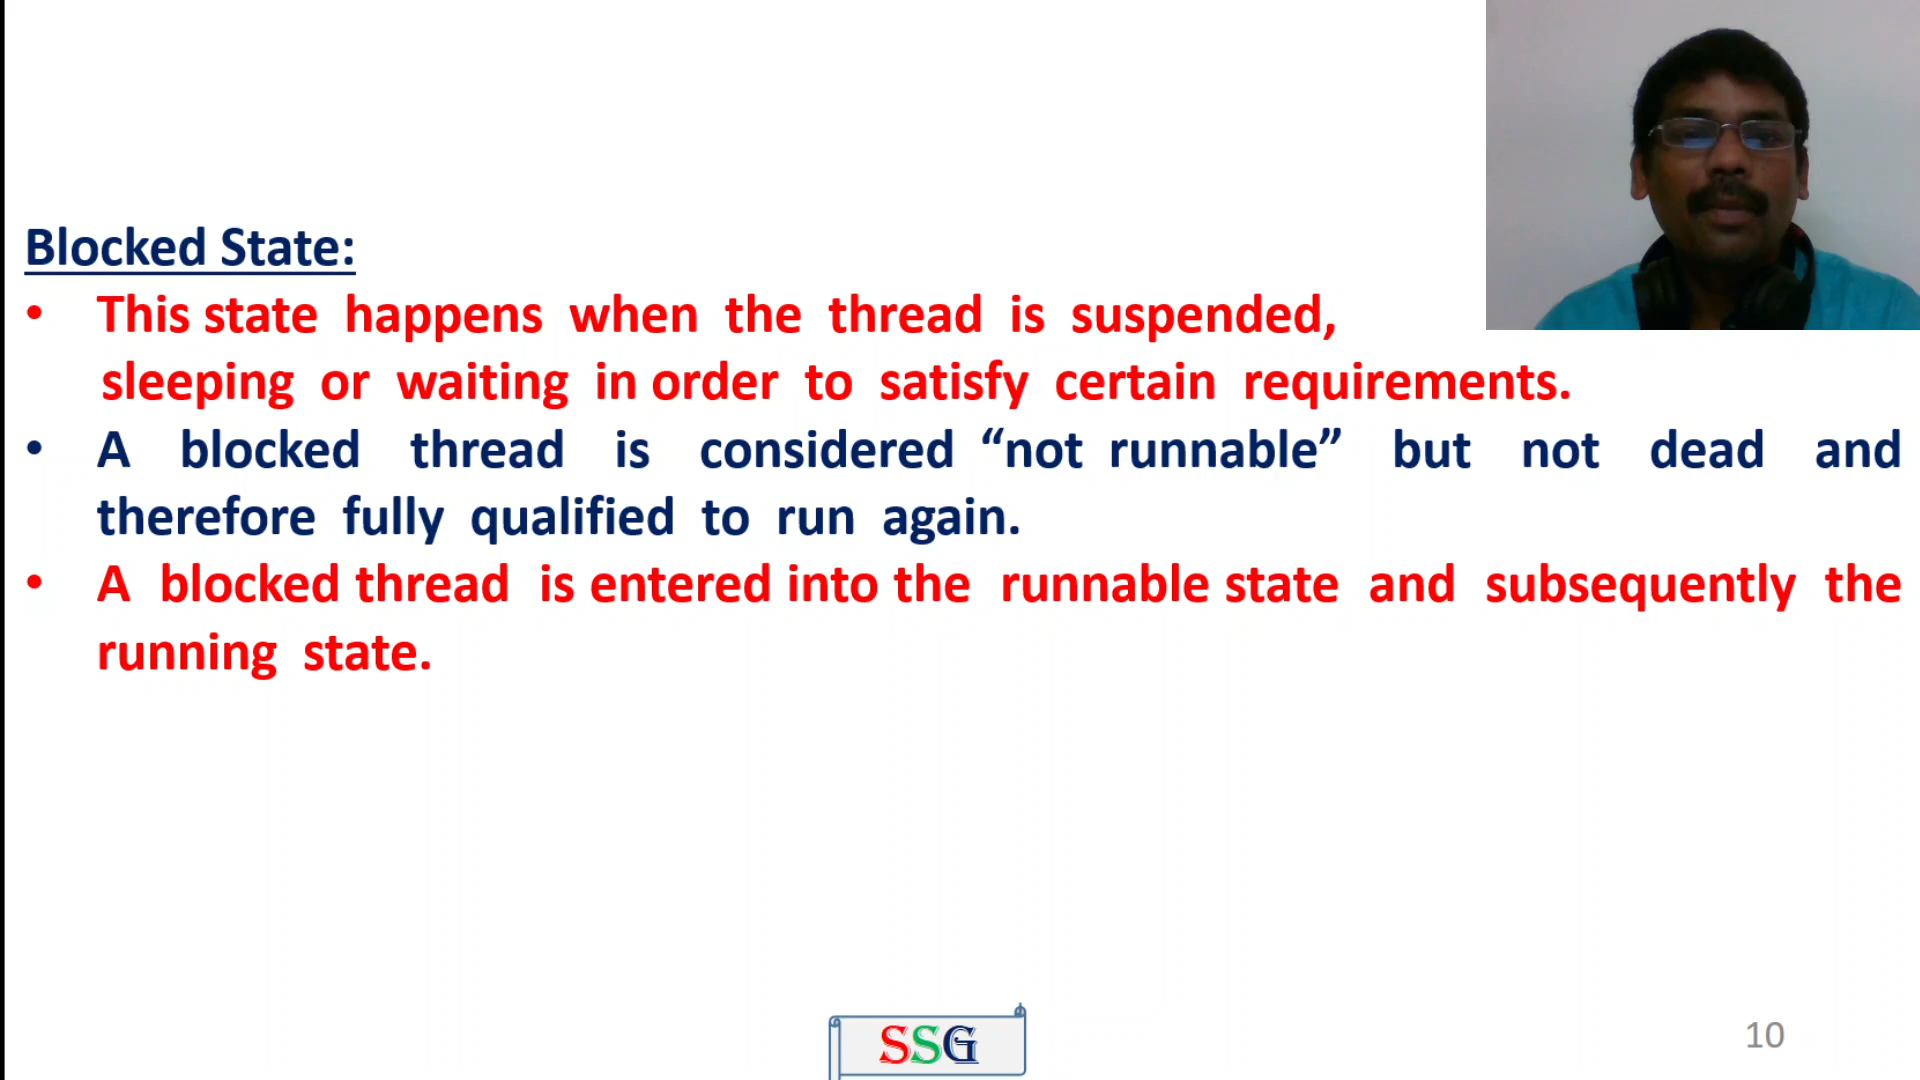 Blocked State:
• This state happens when the thread is suspended,
sleeping or waiting in order to satisfy certain requirements.
• A blocked thread is considered “not runnable” but not dead and
therefore fully qualified to run again.
• A blocked thread is entered into the runnable state and subsequently the
running state.
SSG
10